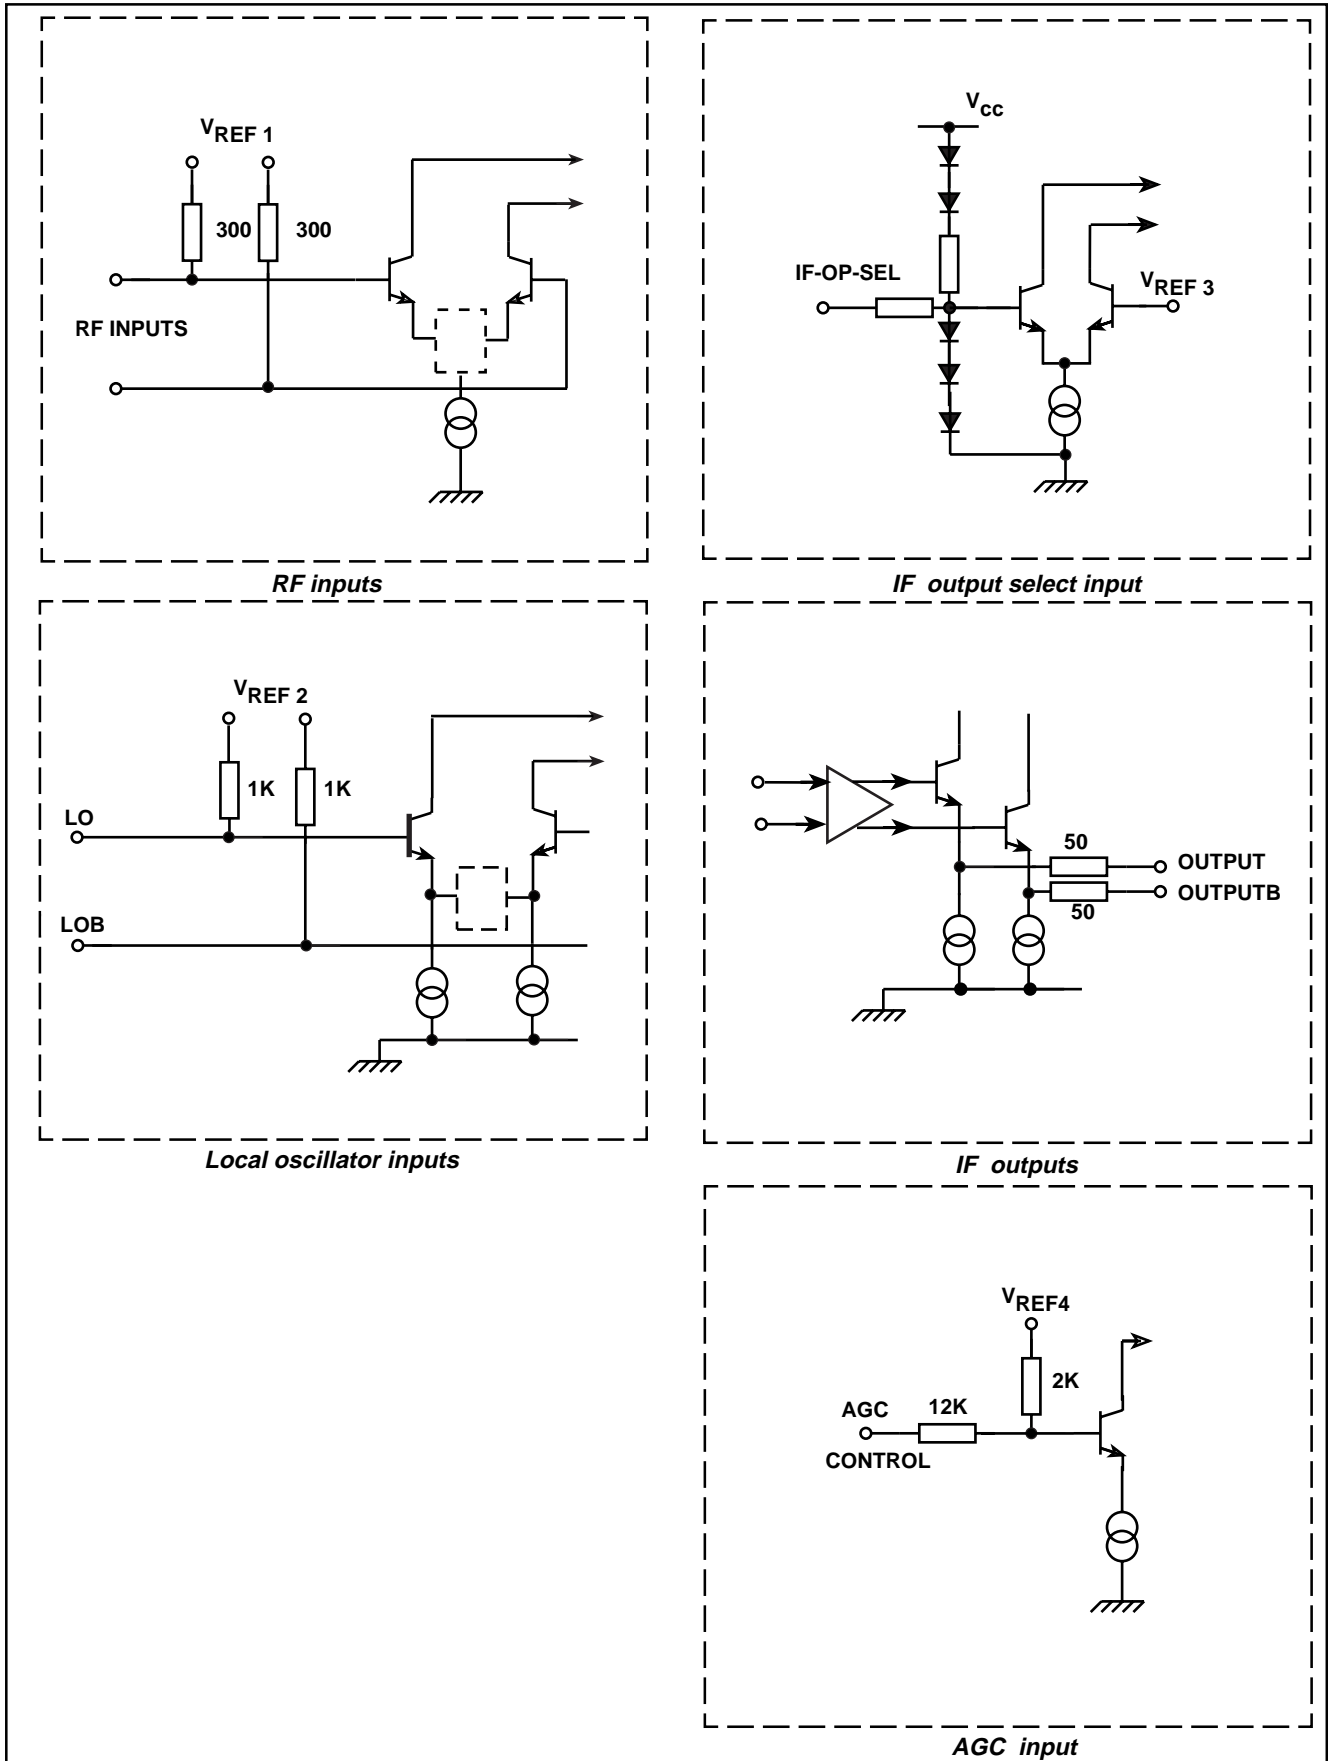 VREF 1
300 300
RF INPUTS
RF inputs
Vcc
IF-OP-SEL
VREF 3
IF output select input
VREF 2
1K 1K
LO
LOB
Local oscillator inputs
50
OUTPUT
OUTPUTB
50
IF outputs
VREF4
2K
AGC 12K
CONTROL
AGC input